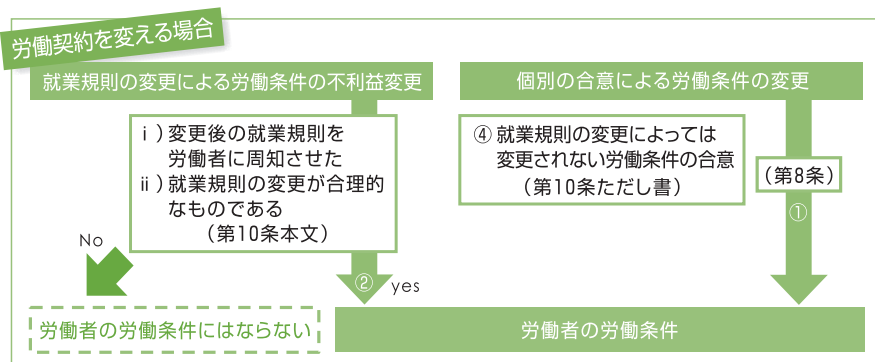 労働契約を変える場合
就業規則の変更による労働条件の不利益変更
ⅰ）変更後の就業規則を
労働者に周知させた
ⅱ）就業規則の変更が合理的
なものである
（第10条本文）
No
②
yes
労働者の労働条件にはならない
個別の合意による労働条件の変更
④ 就業規則の変更によっては
変更されない労働条件の合意
（第10条ただし書）
（第8条）
①
労働者の労働条件